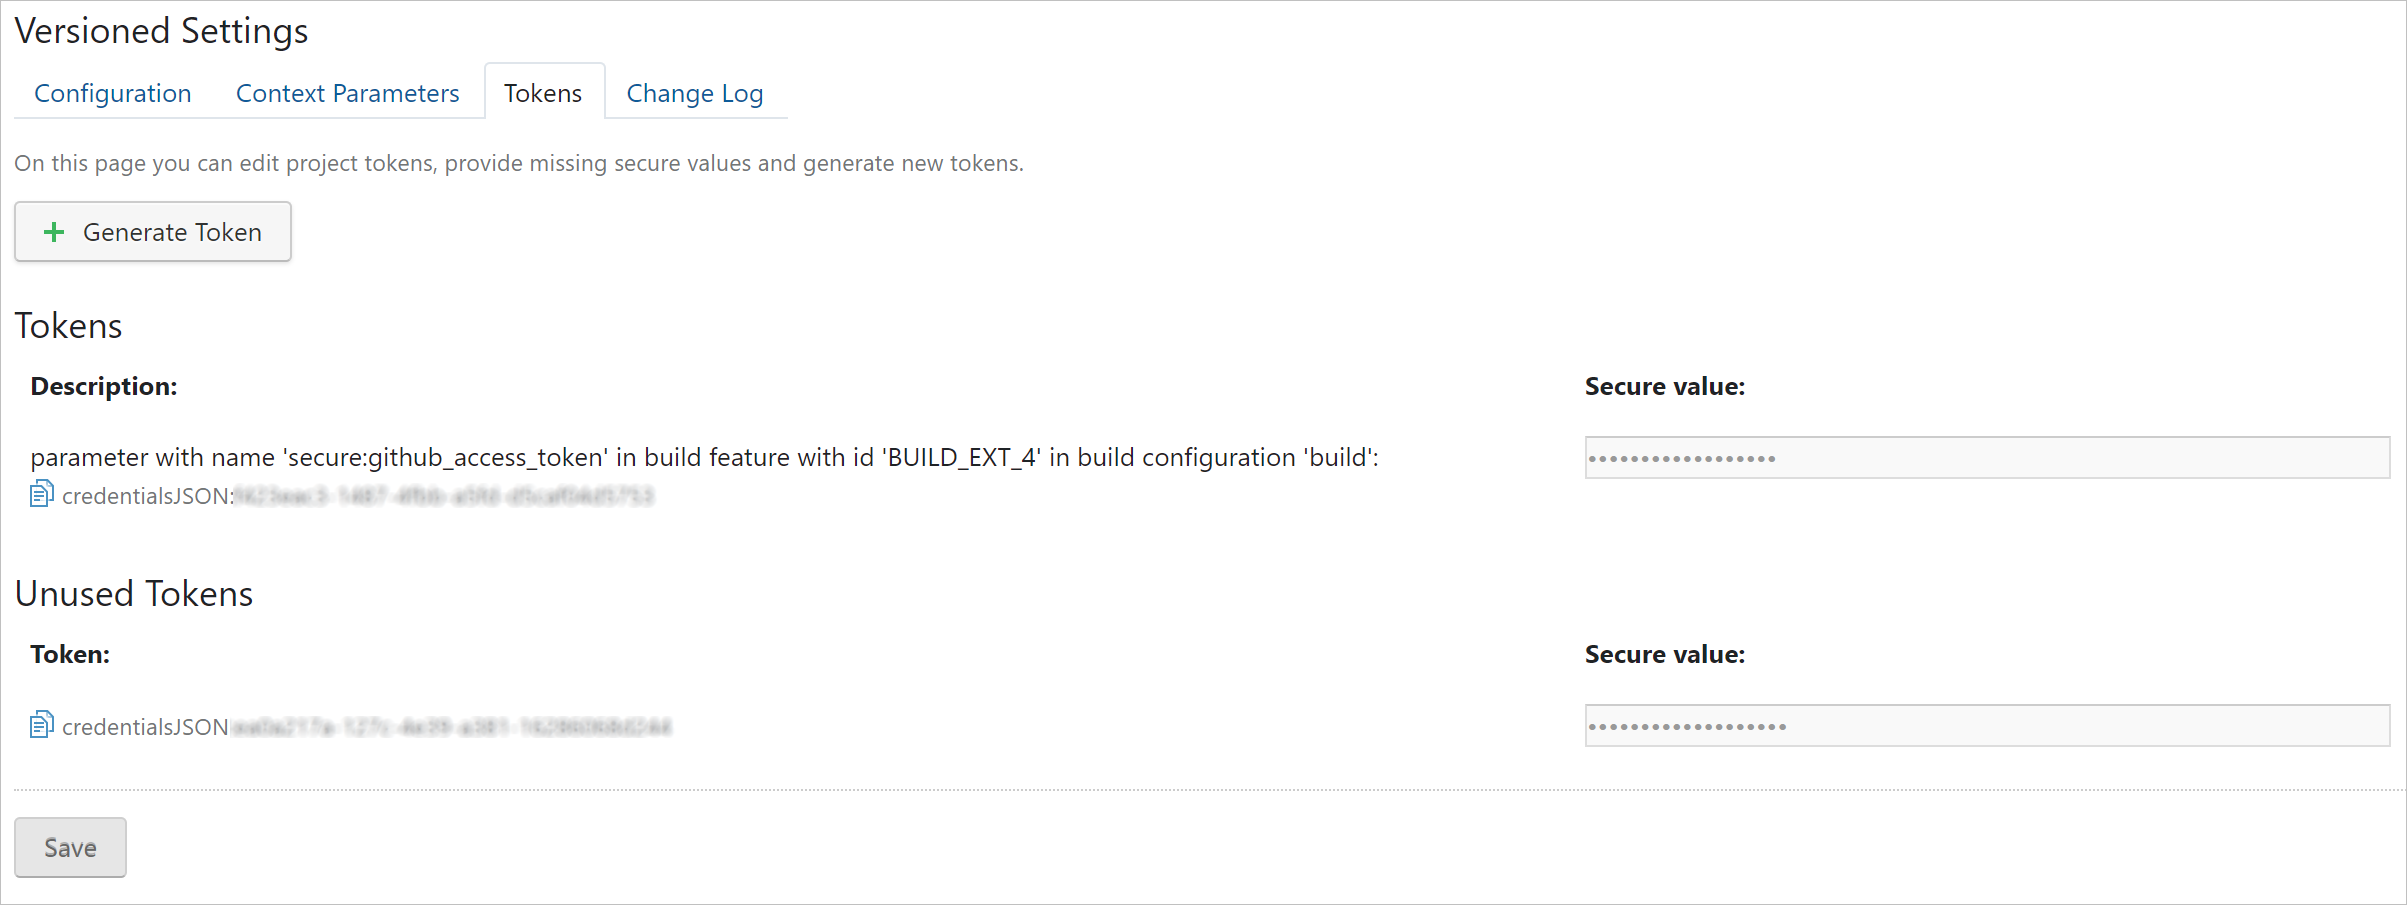 Versioned Settings
Configuration Context Parameters Tokens Change Log
On this page you can edit project tokens, provide missing secure values and generate new tokens.
Generate Token
Tokens
Description: Secure value:
parameter with name 'secure:github_access_token' in build feature with id 'BUILD_EXT_4' in build configuration 'build': ••••••••••••••••••
credentialsJSON:
Unused Tokens
Token: Secure value:
credentialsJSON •••••••••••••••••••
Save